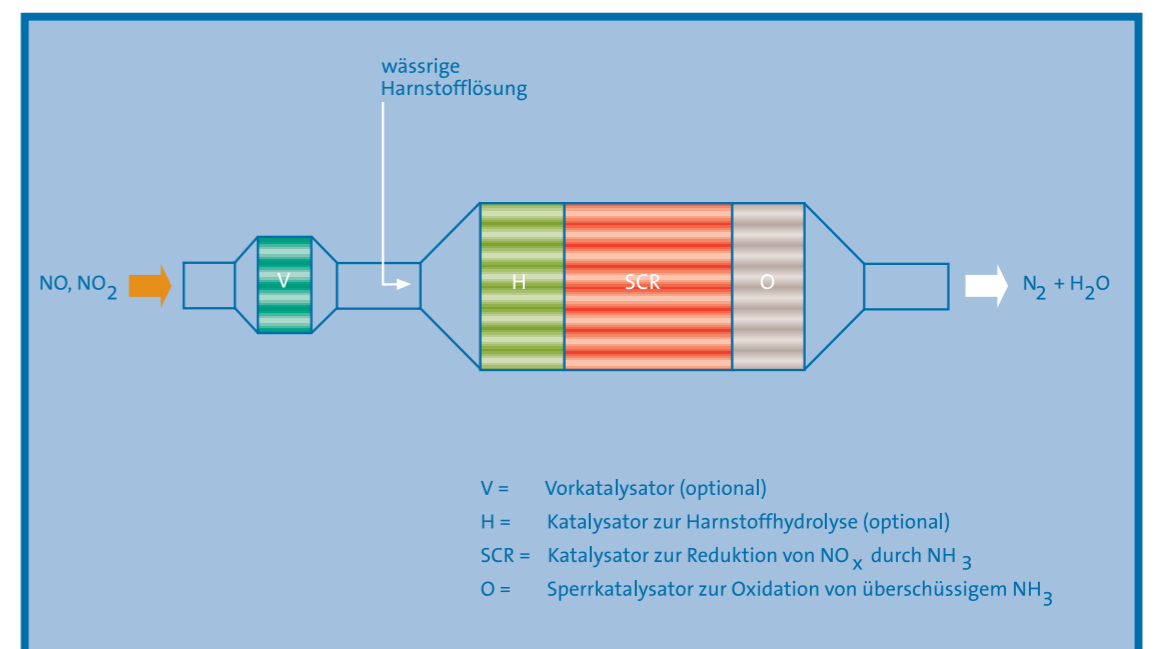 wässrige
Harnstofflösung
NO, NO2
V
H
SCR
O
N2 + H2O
V = Vorkatalysator (optional)
H = Katalysator zur Harnstoffhydrolyse (optional)
SCR = Katalysator zur Reduktion von NOx durch NH3
O = Sperrkatalysator zur Oxidation von überschüssigem NH3